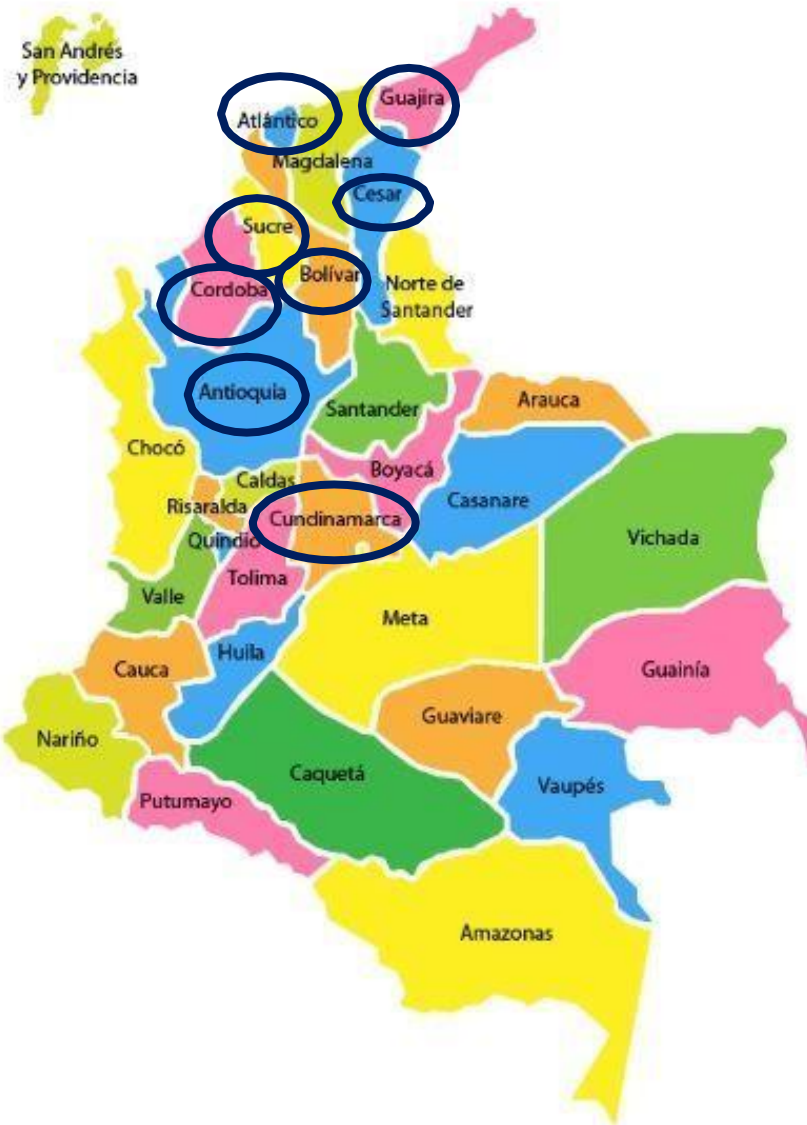 San Andrés
y Providencia
Guajira
Atlántico
Magdalena
Cesar
Sucre
Bolívar
Cordoba
Norte de
Santander
Antioquia
Santander
Arauca
Chocó
Boyacá
Caldas
Casanare
Risaralda
Cundinamarca
Quindío
Vichada
Tolima
Valle
Meta
Huila
Cauca
Guainía
Guaviare
Nariño
Caquetá
Vaupés
Putumayo
Amazonas